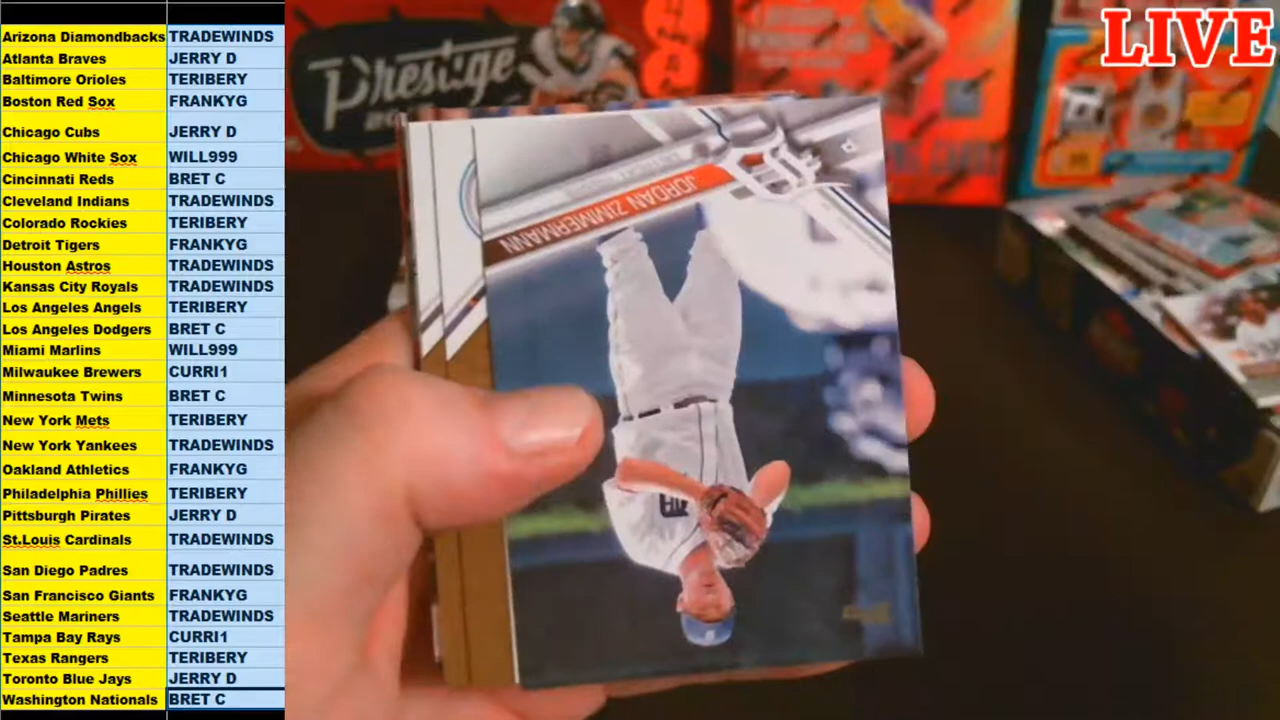 Arizona Diamondbacks TRADEWINDS
Atlanta Braves JERRY D
Baltimore Orioles TERIBERY
Boston Red Sox FRANKYG
Chicago Cubs JERRY D
Chicago White Sox WILL999
Cincinnati Reds BRET C
Cleveland Indians TRADEWINDS
Colorado Rockies TERIBERY
Detroit Tigers FRANKYG
Houston Astros TRADEWINDS
Kansas City Royals TRADEWINDS
Los Angeles Angels TERIBERY
Los Angeles Dodgers BRET C
Miami Marlins WILL999
Milwaukee Brewers CURRI1
Minnesota Twins BRET C
New York Mets TERIBERY
New York Yankees TRADEWINDS
Oakland Athletics FRANKYG
Philadelphia Phillies TERIBERY
Pittsburgh Pirates JERRY D
St.Louis Cardinals TRADEWINDS
San Diego Padres TRADEWINDS
San Francisco Giants FRANKYG
Seattle Mariners TRADEWINDS
Tampa Bay Rays CURRI1
Texas Rangers TERIBERY
Toronto Blue Jays JERRY D
Washington Nationals BRET C
LIVE
Prestige
JORDAN ZIMMERMANN